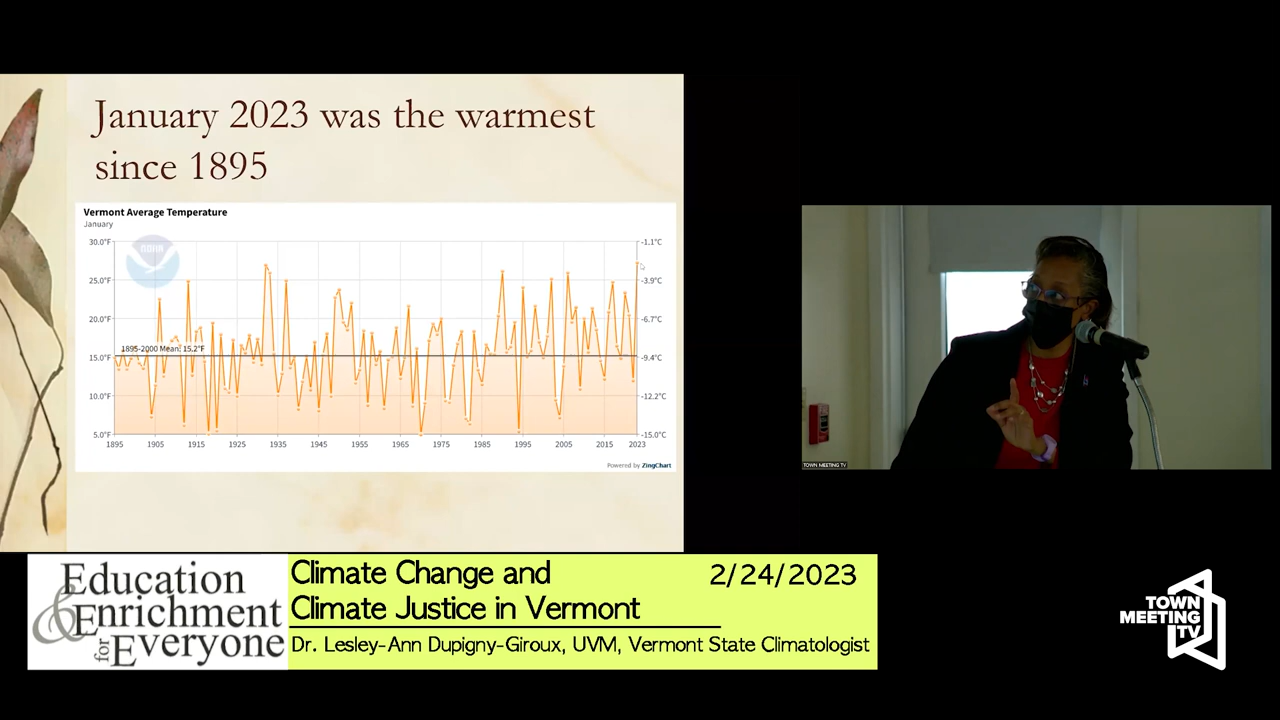 January 2023 was the warmest
since 1895
Vermont Average Temperature
January
30.0°F
25.0°F
20.0°F
15.0°F
10.0°F
5.0°F
NOAA
1895-2000 Mean: 15.2°F
-1.1°C
-3.9°C
-6.7°C
-9.4°C
-12.2°C
-15.0°C
1895 1905 1915 1925 1935 1945 1955 1965 1975 1985 1995 2005 2015 2023
Powered by ZingChart
TOWN MEETING TV
Education
& Enrichment
for Everyone
Climate Change and
Climate Justice in Vermont
2/24/2023
Dr. Lesley-Ann Dupigny-Giroux, UVM, Vermont State Climatologist
TOWN
MEETING
TV